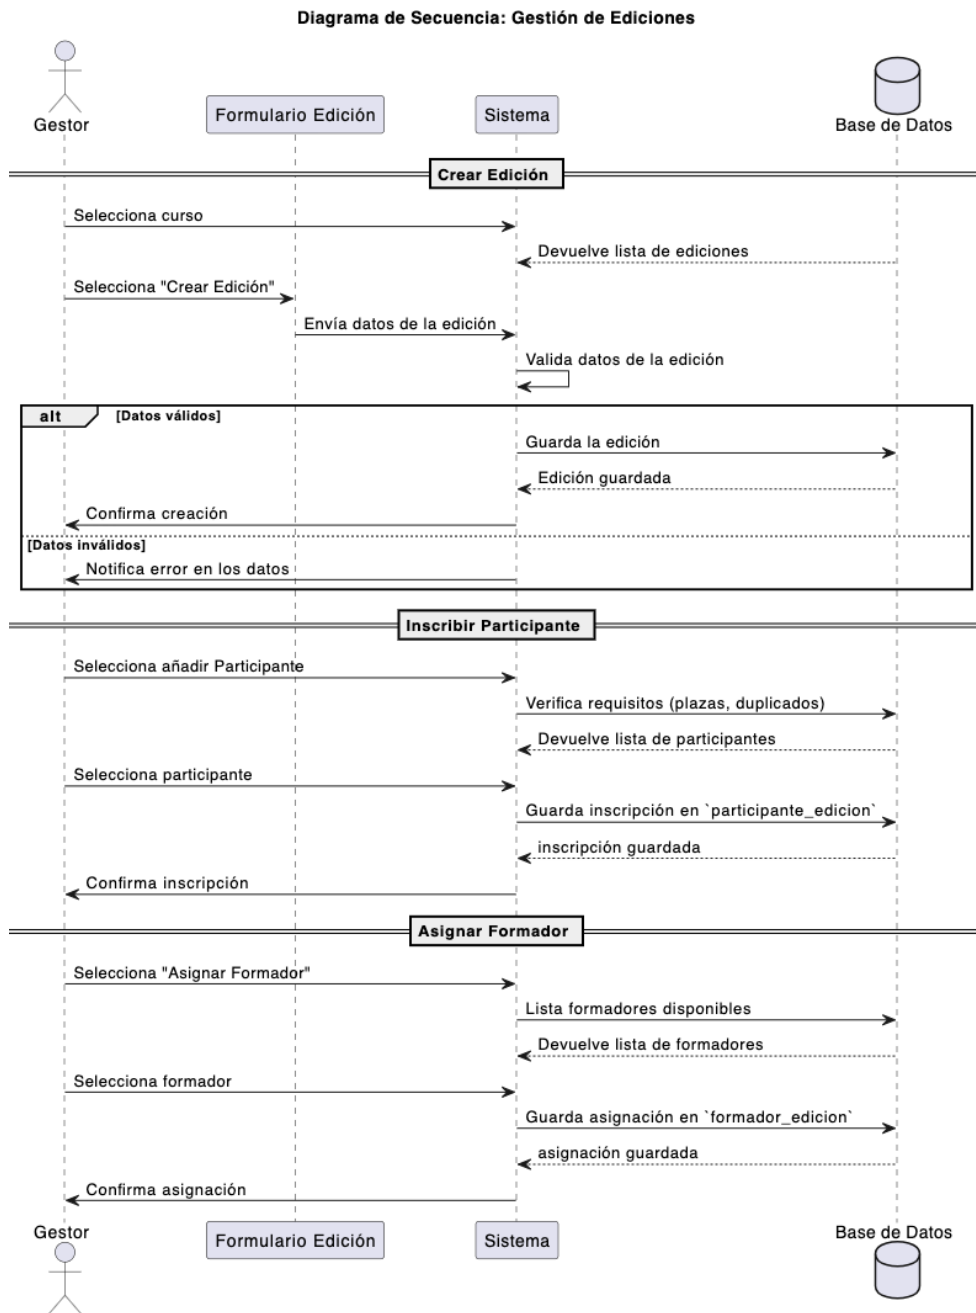 Diagrama de Secuencia: Gestión de Ediciones
Gestor
Formulario Edición
Sistema
Base de Datos
Crear Edición
Selecciona curso
Devuelve lista de ediciones
Selecciona "Crear Edición"
Envía datos de la edición
Valida datos de la edición
alt
[Datos válidos]
Guarda la edición
Edición guardada
Confirma creación
[Datos inválidos]
Notifica error en los datos
Inscribir Participante
Selecciona añadir Participante
Verifica requisitos (plazas, duplicados)
Devuelve lista de participantes
Selecciona participante
Guarda inscripción en `participante_edicion`
inscripción guardada
Confirma inscripción
Asignar Formador
Selecciona "Asignar Formador"
Lista formadores disponibles
Devuelve lista de formadores
Selecciona formador
Guarda asignación en `formador_edicion`
asignación guardada
Confirma asignación
Gestor
Formulario Edición
Sistema
Base de Datos